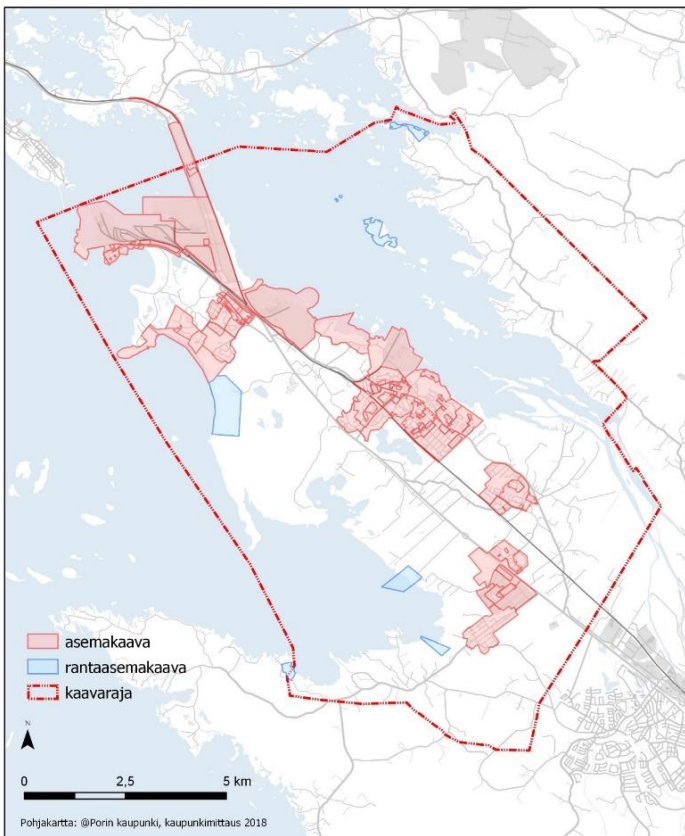 asemakaava
rantaasemakaava
kaavaraja
N
0 2,5 5 km
Pohjakartta: @Porin kaupunki, kaupunkimittaus 2018